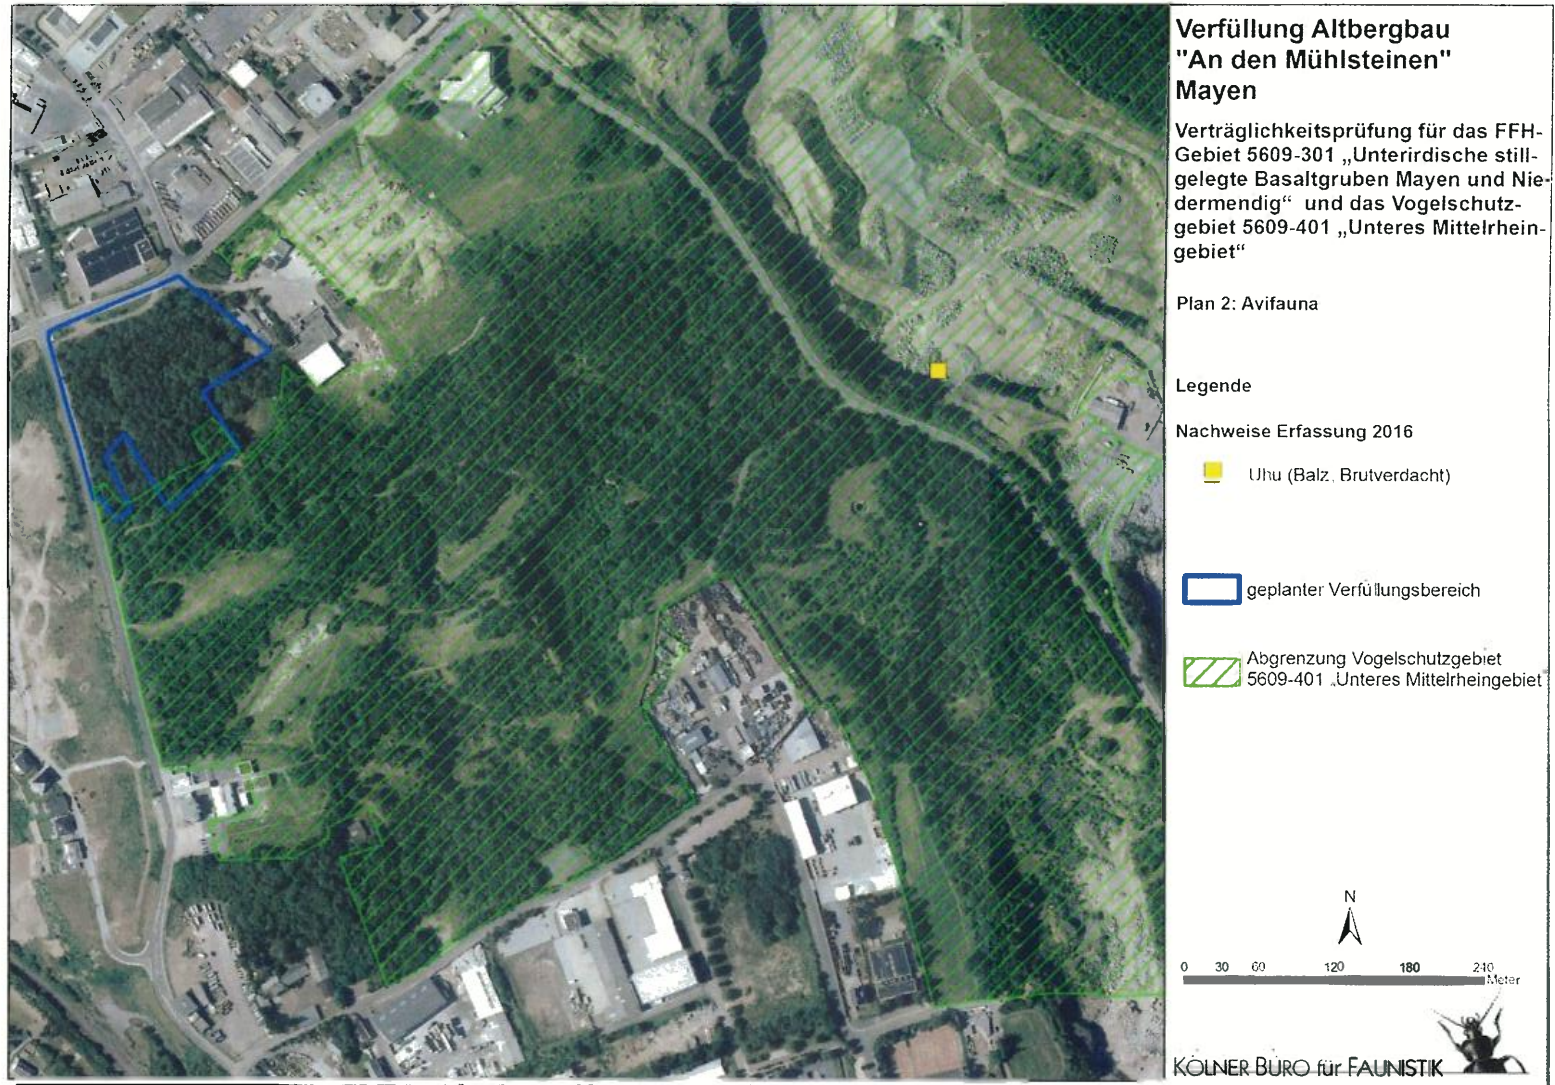 Verfüllung Altbergbau
"An den Mühlsteinen"
Mayen
Verträglichkeitsprüfung für das FFH-
Gebiet 5609-301 „Unterirdische still-
gelegte Basaltgruben Mayen und Nie-
dermendig“ und das Vogelschutz-
gebiet 5609-401 „Unteres Mittelrhein-
gebiet“
Plan 2: Avifauna
Legende
Nachweise Erfassung 2016
Uhu (Balz, Brutverdacht)
geplanter Verfüllungsbereich
Abgrenzung Vogelschutzgebiet
5609-401 „Unteres Mittelrheingebiet
N
0 30 60 120 180 240
Meter
KÖLNER BÜRO für FAUNISTIK